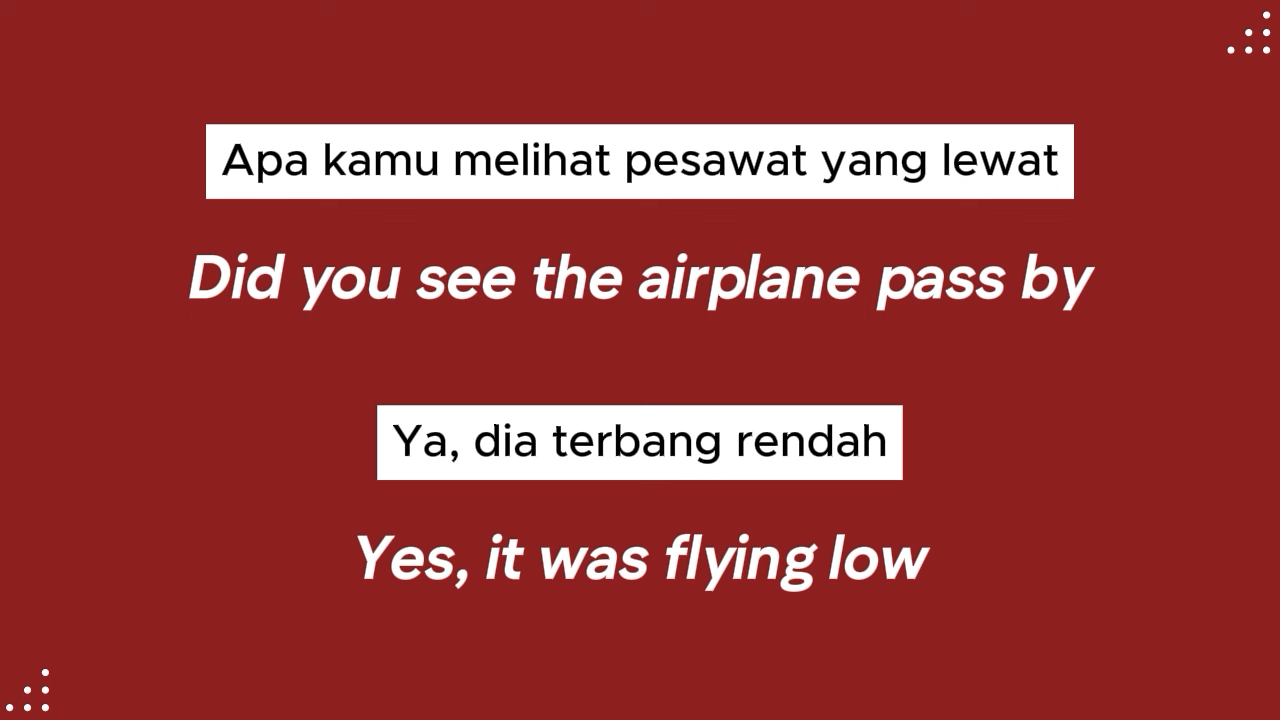 Apa kamu melihat pesawat yang lewat
Did you see the airplane pass by
Ya, dia terbang rendah
Yes, it was flying low